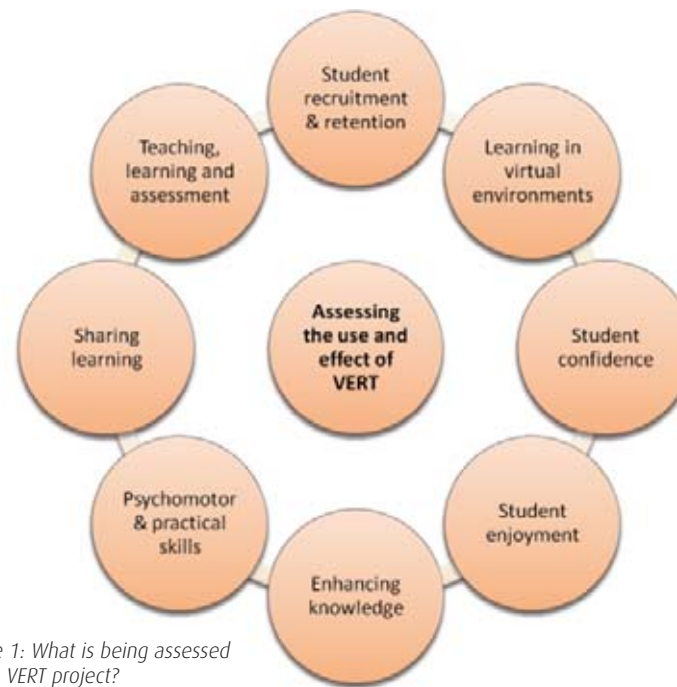 Student
recruitment
& retention
Learning in
virtual
environments
Student
confidence
Student
enjoyment
Enhancing
knowledge
Psychomotor
& practical
skills
Sharing
learning
Teaching,
learning and
assessment
Assessing
the use and
effect of
VERT
1: What is being assessed
VERT project?